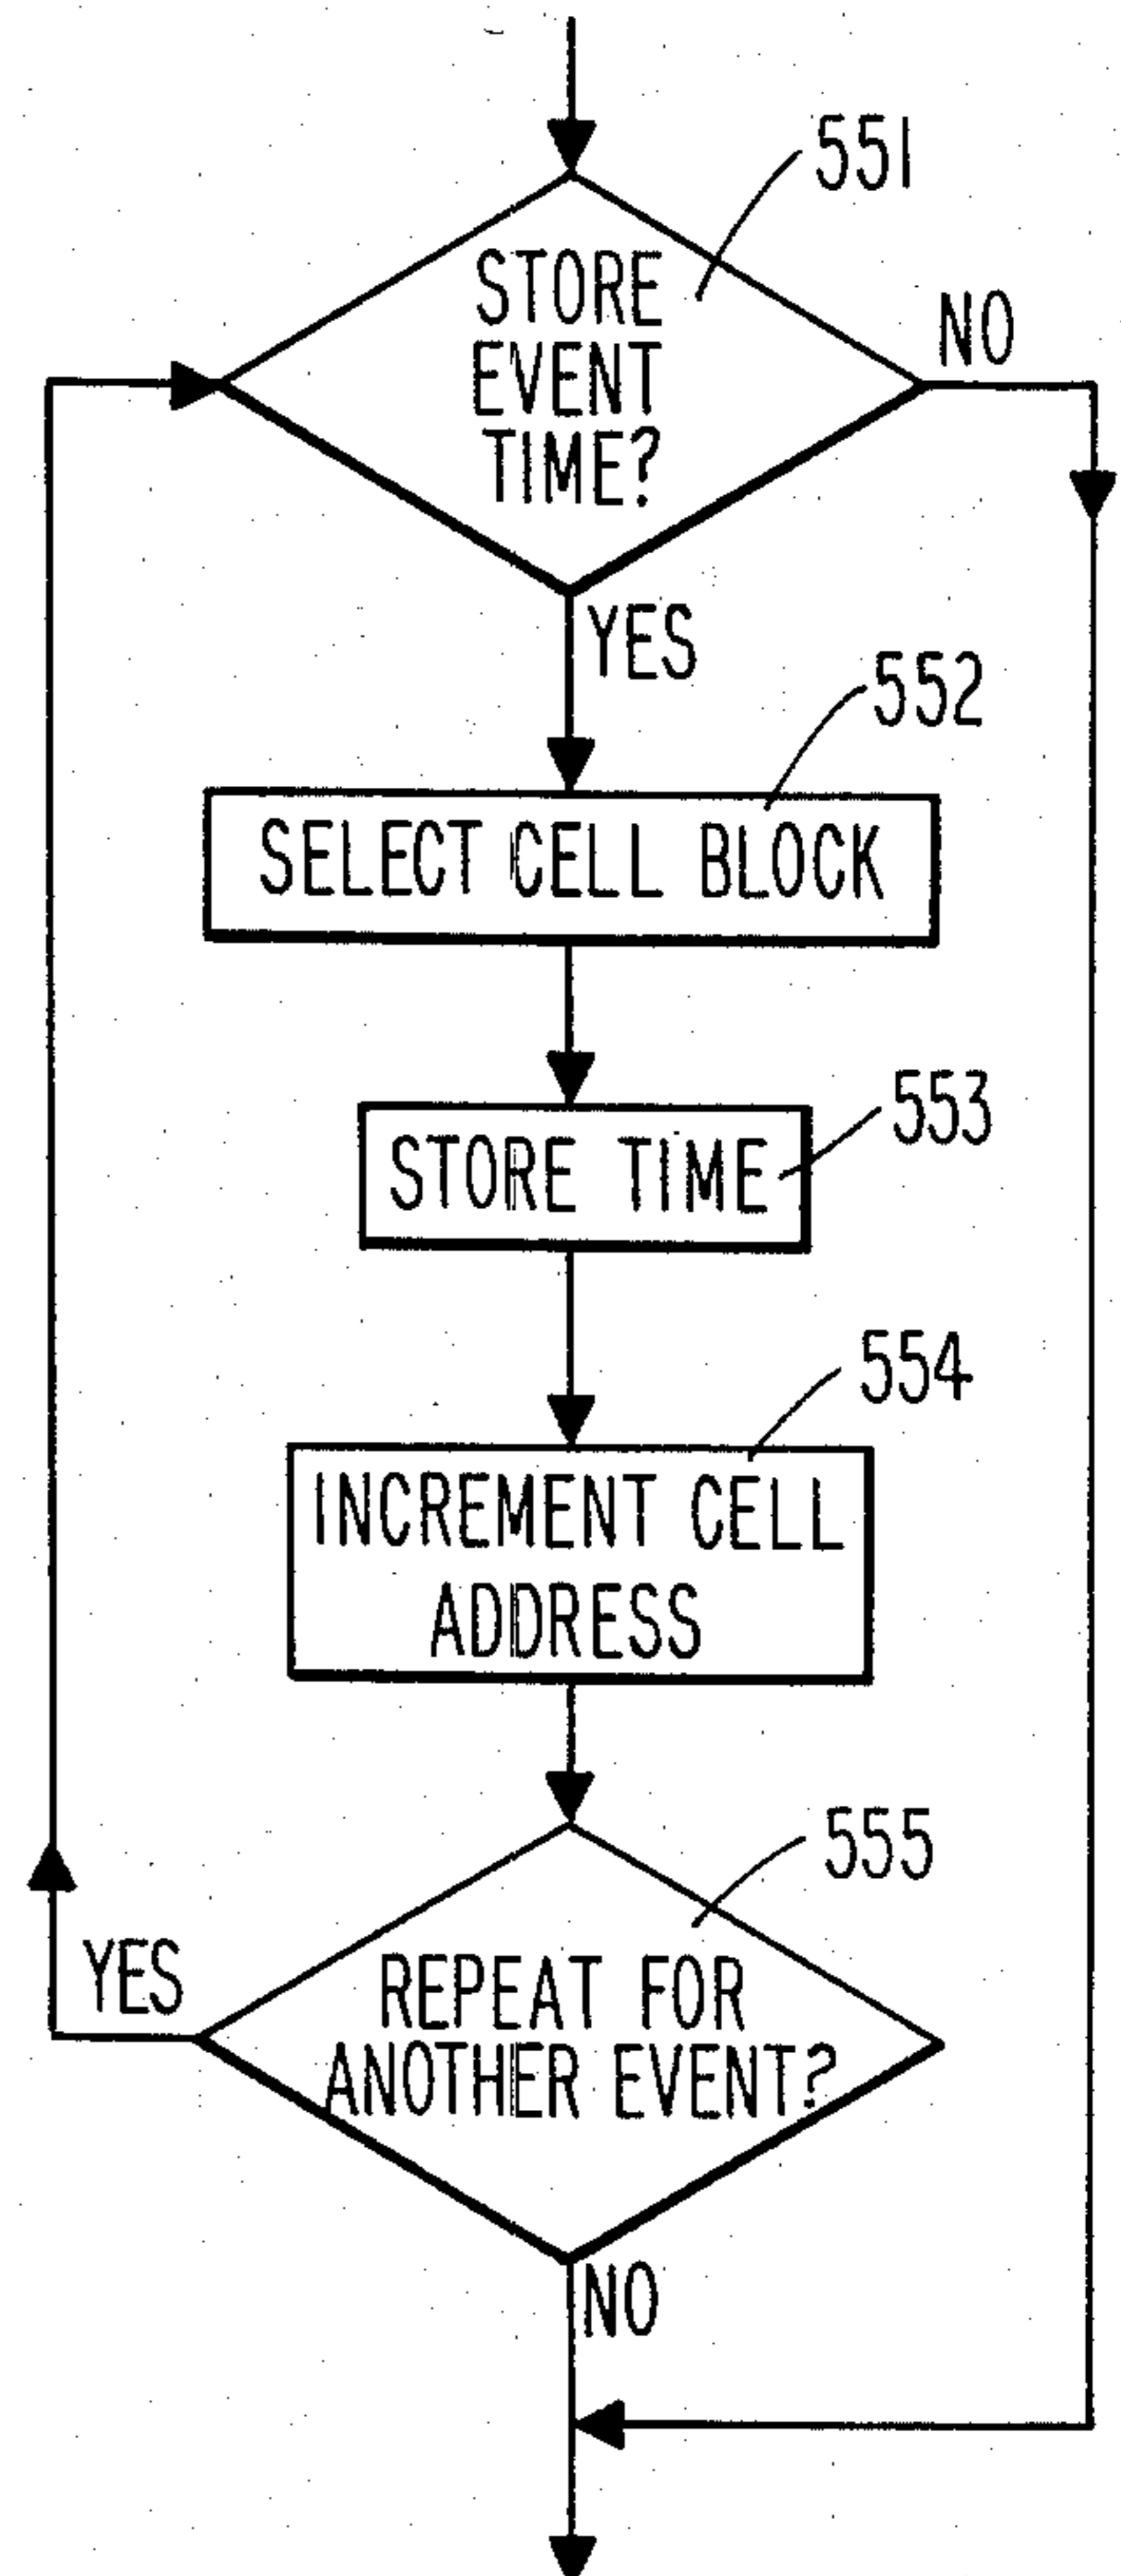 551
STORE
EVENT
TIME?
NO
YES
552
SELECT CELL BLOCK
553
STORE TIME
554
INCREMENT CELL
ADDRESS
555
YES
REPEAT FOR
ANOTHER EVENT?
NO